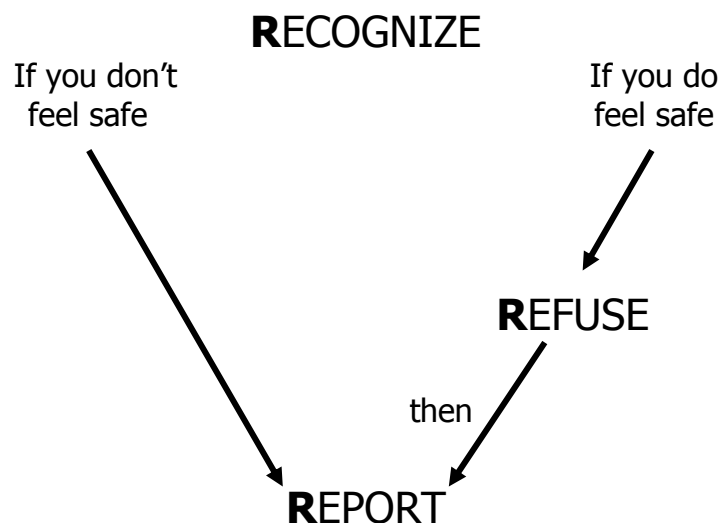 RECOGNIZE
If you don't
feel safe
If you do
feel safe
REFUSE
then
REPORT